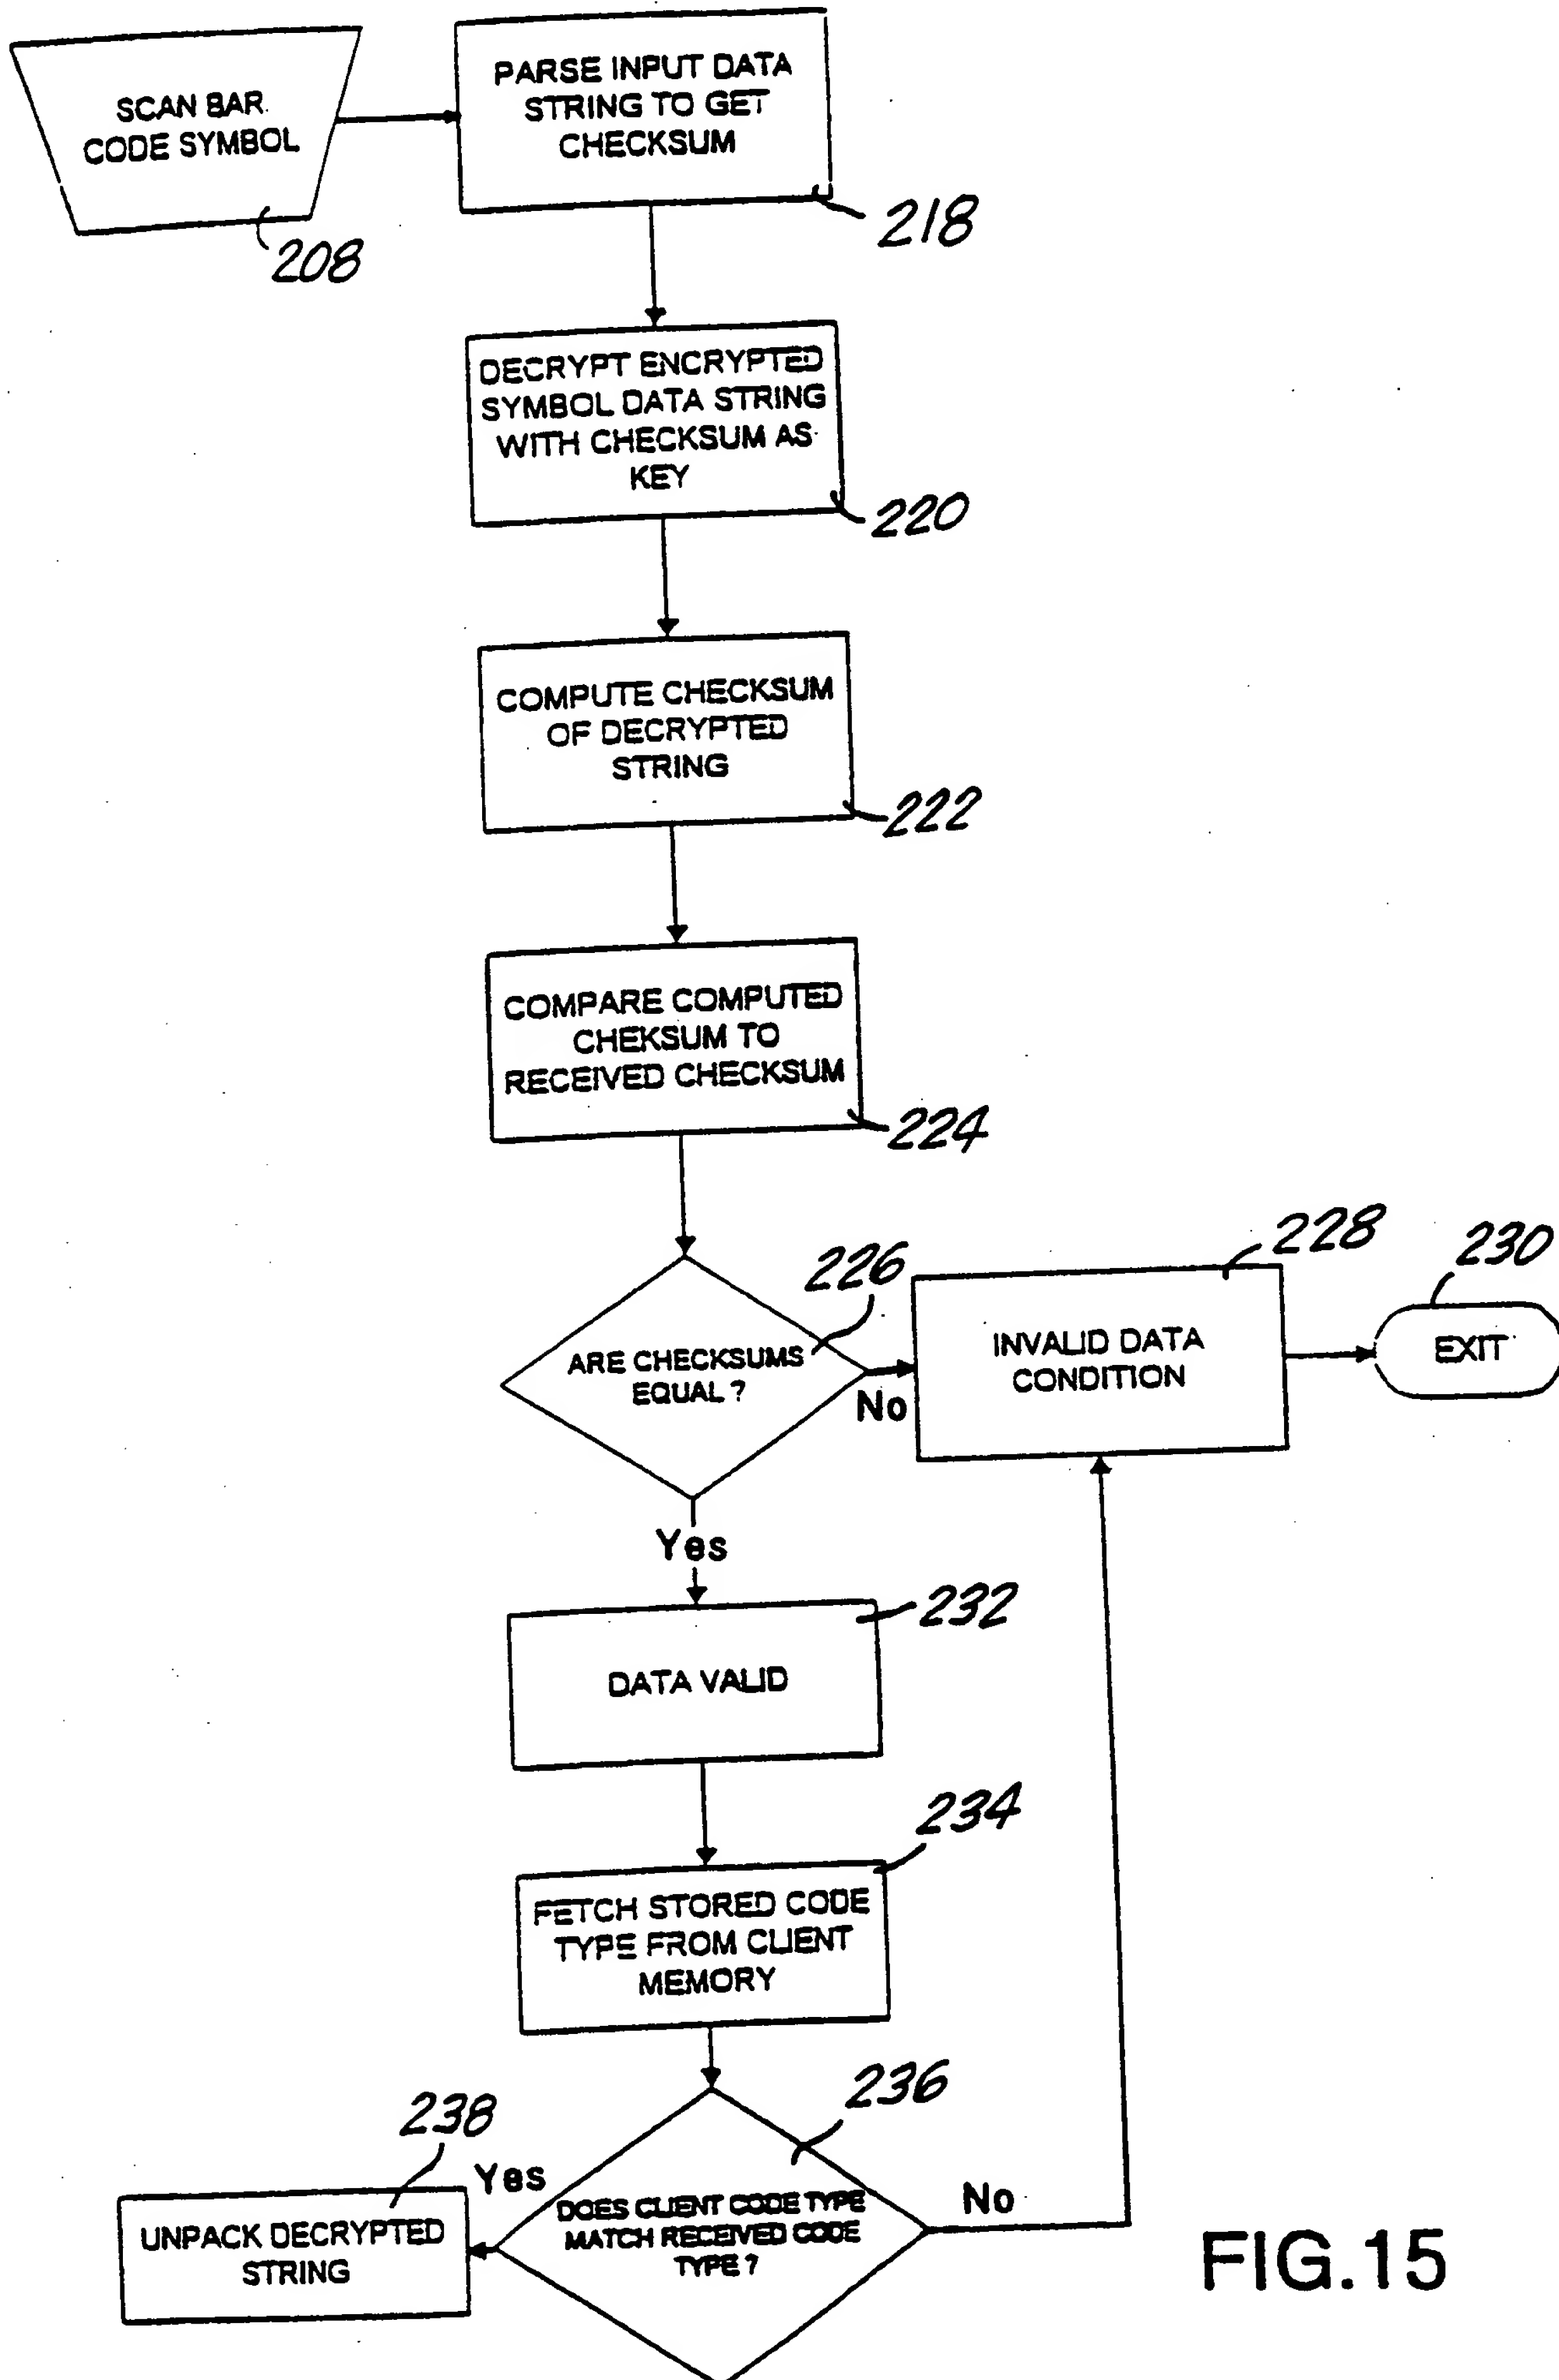 SCAN BAR
CODE SYMBOL
208
PARSE INPUT DATA
STRING TO GET
CHECKSUM
218
DECRYPT ENCRYPTED
SYMBOL DATA STRING
WITH CHECKSUM AS
KEY
220
COMPUTE CHECKSUM
OF DECRYPTED
STRING
222
COMPARE COMPUTED
CHEKSUM TO
RECEIVED CHECKSUM
224
226
ARE CHECKSUMS
EQUAL ?
No
228
INVALID DATA
CONDITION
230
EXIT
Yes
232
DATA VALID
234
FETCH STORED CODE
TYPE FROM CLIENT
MEMORY
236
DOES CLIENT CODE TYPE
MATCH RECEIVED CODE
TYPE ?
No
Yes
238
UNPACK DECRYPTED
STRING
FIG.15